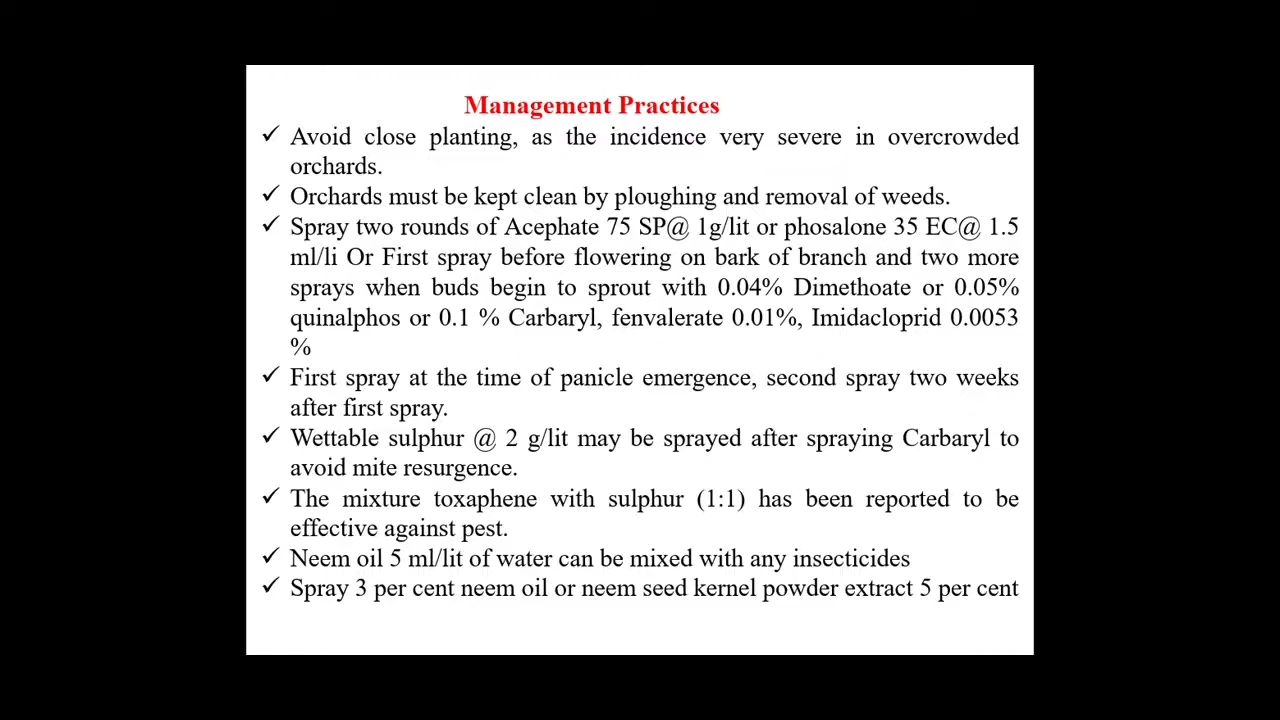 Management Practices
✓ Avoid close planting, as the incidence very severe in overcrowded
orchards.
✓ Orchards must be kept clean by ploughing and removal of weeds.
✓ Spray two rounds of Acephate 75 SP@ 1g/lit or phosalone 35 EC@ 1.5
ml/li Or First spray before flowering on bark of branch and two more
sprays when buds begin to sprout with 0.04% Dimethoate or 0.05%
quinalphos or 0.1 % Carbaryl, fenvalerate 0.01%, Imidacloprid 0.0053
%
✓ First spray at the time of panicle emergence, second spray two weeks
after first spray.
✓ Wettable sulphur @ 2 g/lit may be sprayed after spraying Carbaryl to
avoid mite resurgence.
✓ The mixture toxaphene with sulphur (1:1) has been reported to be
effective against pest.
✓ Neem oil 5 ml/lit of water can be mixed with any insecticides
✓ Spray 3 per cent neem oil or neem seed kernel powder extract 5 per cent